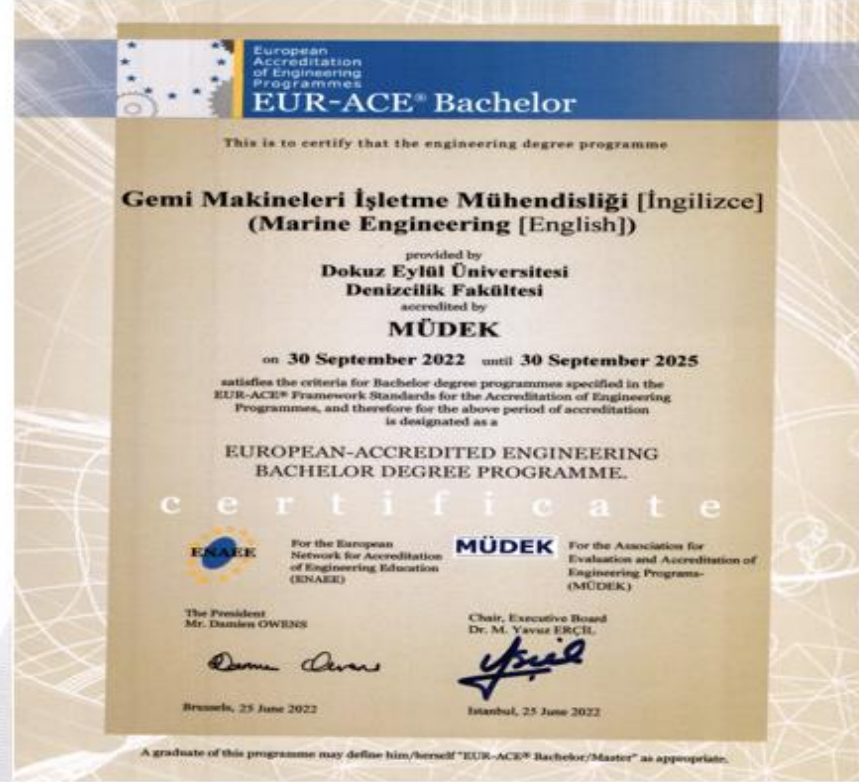 European
Accreditation
of Engineering
Programmes
EUR-ACE® Bachelor
This is to certify that the engineering degree programme
Gemi Makineleri İşletme Mühendisliği [İngilizce]
(Marine Engineering [English])
provided by
Dokuz Eylül Üniversitesi
Denizcilik Fakültesi
accredited by
MÜDEK
on 30 September 2022 until 30 September 2025
satisfies the criteria for Bachelor degree programmes specified in the
EUR-ACE® Framework Standards for the Accreditation of Engineering
Programmes, and therefore for the above period of accreditation
is designated as a
EUROPEAN-ACCREDITED ENGINEERING
BACHELOR DEGREE PROGRAMME.
certificate
ENAEE
For the European
Network for Accreditation
of Engineering Education
(ENAEE)
MÜDEK
For the Association for
Evaluation and Accreditation of
Engineering Programs-
(MÜDEK)
The President
Mr. Damien OWENS
Chair, Executive Board
Dr. M. Yavuz ERÇİL
Brussels, 25 June 2022
Istanbul, 25 June 2022
A graduate of this programme may define him/herself "EUR-ACE® Bachelor/Master" as appropriate.